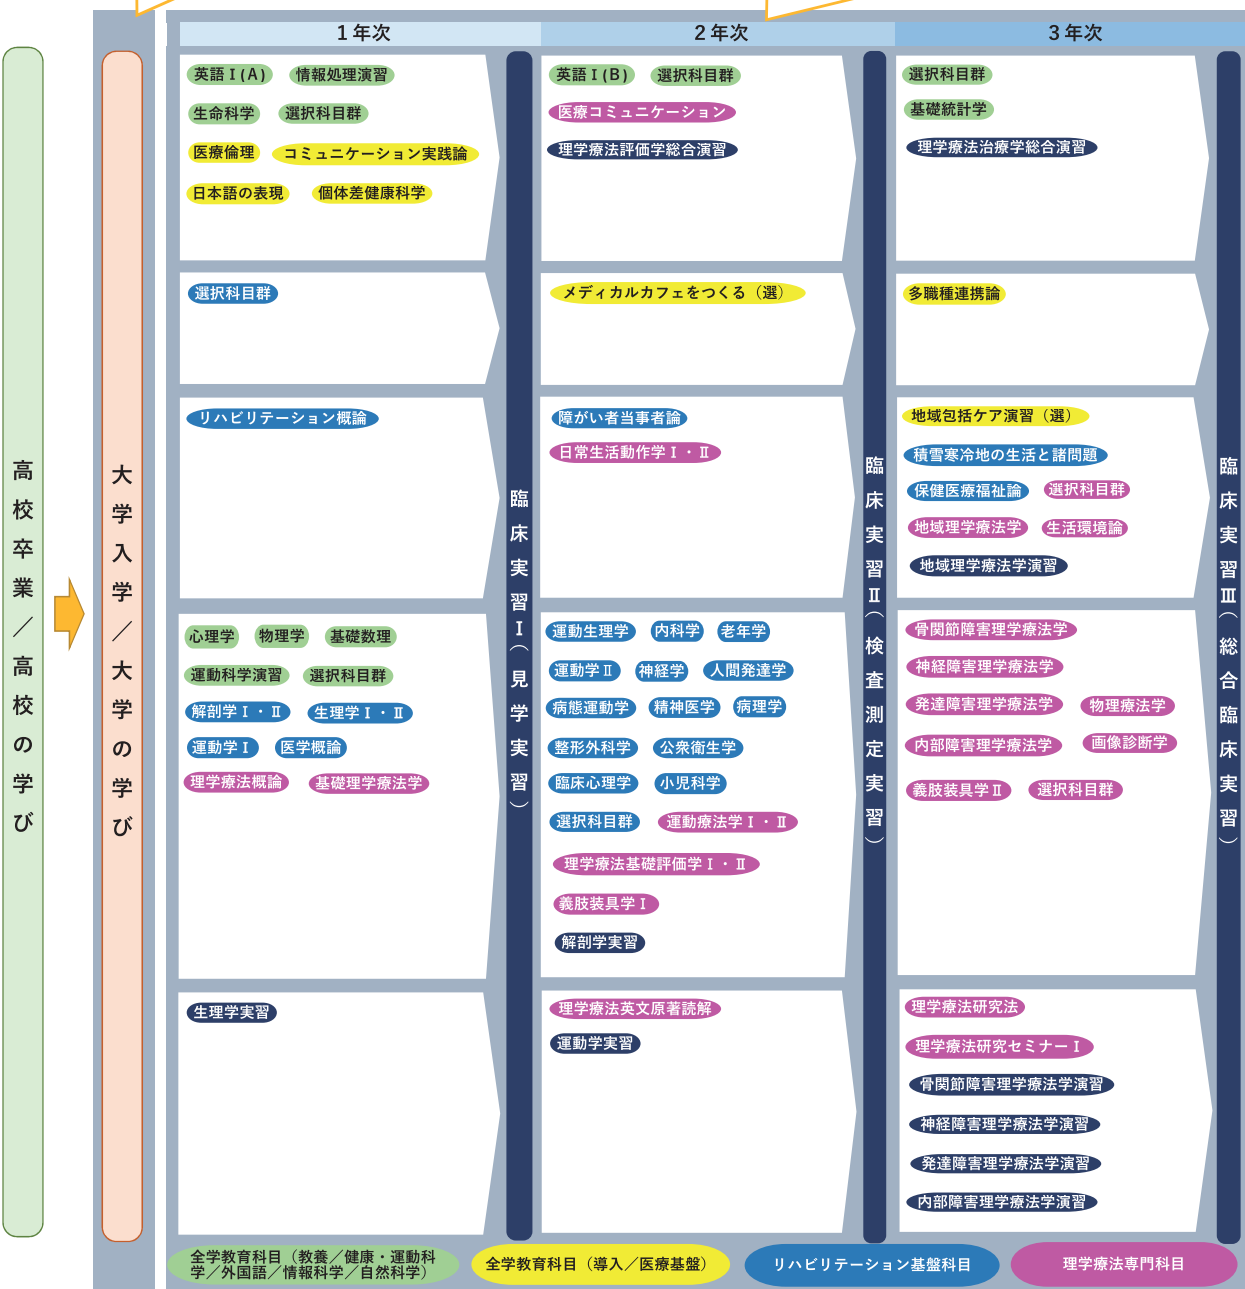 1年次
2年次
3年次
高校卒業／高校の学び
大学入学／大学の学び
英語Ⅰ(A)
情報処理演習
生命科学
選択科目群
医療倫理
コミュニケーション実践論
日本語の表現
個体差健康科学
選択科目群
リハビリテーション概論
心理学
物理学
基礎数理
運動科学演習
選択科目群
解剖学Ⅰ・Ⅱ
生理学Ⅰ・Ⅱ
運動学Ⅰ
医学概論
理学療法概論
基礎理学療法学
生理学実習
臨床実習Ⅰ（見学実習）
英語Ⅰ(B)
選択科目群
医療コミュニケーション
理学療法評価学総合演習
メディカルカフェをつくる（選）
障がい者当事者論
日常生活動作学Ⅰ・Ⅱ
運動生理学
内科学
老年学
運動学Ⅱ
神経学
人間発達学
病態運動学
精神医学
病理学
整形外科学
公衆衛生学
臨床心理学
小児科学
選択科目群
運動療法学Ⅰ・Ⅱ
理学療法基礎評価学Ⅰ・Ⅱ
義肢装具学Ⅰ
解剖学実習
理学療法英文原著読解
運動学実習
臨床実習Ⅱ（検査測定実習）
選択科目群
基礎統計学
理学療法治療学総合演習
多職種連携論
地域包括ケア演習（選）
積雪寒冷地の生活と諸問題
保健医療福祉論
選択科目群
地域理学療法学
生活環境論
地域理学療法学演習
骨関節障害理学療法学
神経障害理学療法学
発達障害理学療法学
物理療法学
内部障害理学療法学
画像診断学
義肢装具学Ⅱ
選択科目群
理学療法研究法
理学療法研究セミナーⅠ
骨関節障害理学療法学演習
神経障害理学療法学演習
発達障害理学療法学演習
内部障害理学療法学演習
臨床実習Ⅲ（総合臨床実習）
全学教育科目（教養／健康・運動科
学／外国語／情報科学／自然科学）
全学教育科目（導入／医療基盤）
リハビリテーション基盤科目
理学療法専門科目